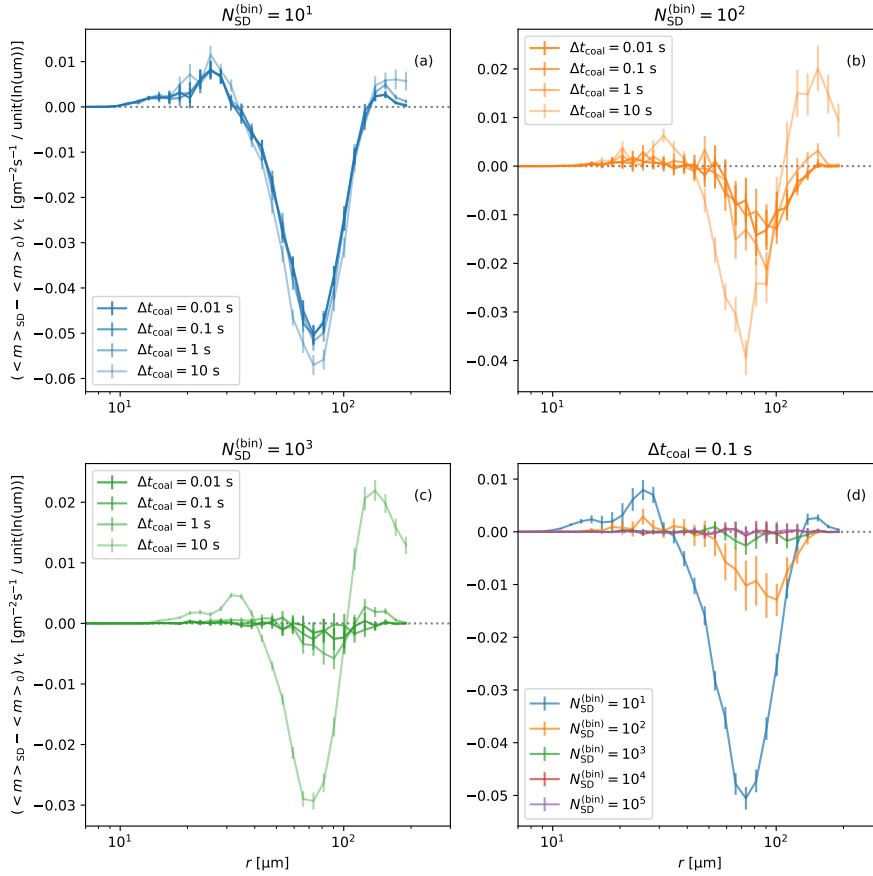 N_SD^(bin) = 10^1
(a)
0.01
0.00
−0.01
−0.02
−0.03
−0.04
−0.05
−0.06
(<m>_SD − <m>_0) v_t [gm^−2 s^−1 / unit(ln(um))]
Δt_coal = 0.01 s
Δt_coal = 0.1 s
Δt_coal = 1 s
Δt_coal = 10 s
10^1
10^2
N_SD^(bin) = 10^2
(b)
Δt_coal = 0.01 s
Δt_coal = 0.1 s
Δt_coal = 1 s
Δt_coal = 10 s
0.02
0.01
0.00
−0.01
−0.02
−0.03
−0.04
10^1
10^2
N_SD^(bin) = 10^3
(c)
Δt_coal = 0.01 s
Δt_coal = 0.1 s
Δt_coal = 1 s
Δt_coal = 10 s
0.02
0.01
0.00
−0.01
−0.02
−0.03
(<m>_SD − <m>_0) v_t [gm^−2 s^−1 / unit(ln(um))]
10^1
10^2
r [μm]
Δt_coal = 0.1 s
(d)
0.01
0.00
−0.01
−0.02
−0.03
−0.04
−0.05
N_SD^(bin) = 10^1
N_SD^(bin) = 10^2
N_SD^(bin) = 10^3
N_SD^(bin) = 10^4
N_SD^(bin) = 10^5
10^1
10^2
r [μm]